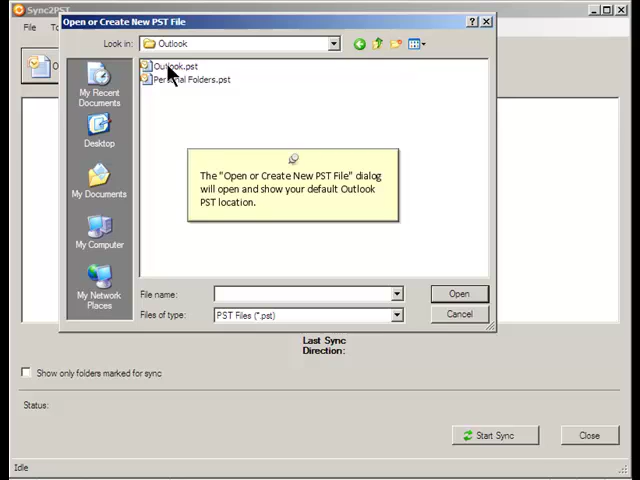 Sync2PST
Open or Create New PST File
File
Look in:
Outlook
Outlook.pst
Personal Folders.pst
My Recent
Documents
Desktop
My Documents
My Computer
My Network
Places
The "Open or Create New PST File" dialog
will open and show your default Outlook
PST location.
File name:
Open
Files of type:
PST Files (*.pst)
Cancel
Last Sync
Direction:
Show only folders marked for sync
Status:
Start Sync
Close
Idle